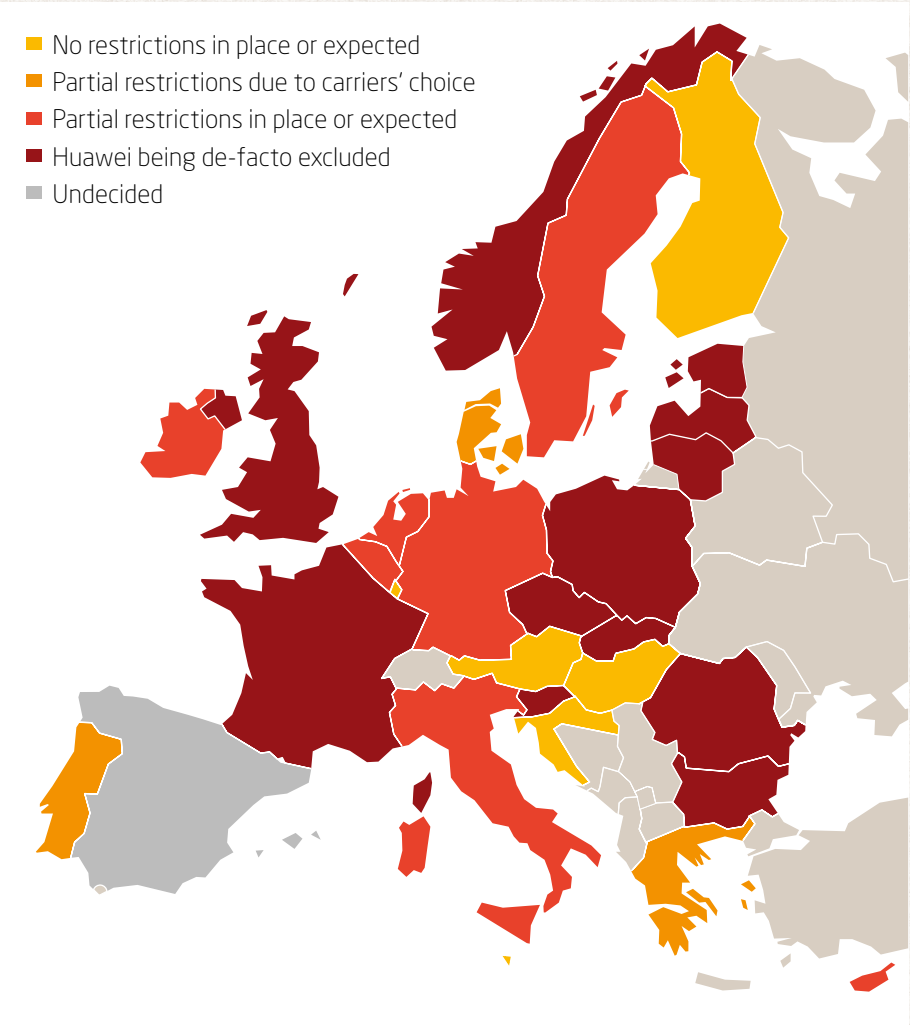 No restrictions in place or expected
Partial restrictions due to carriers’ choice
Partial restrictions in place or expected
Huawei being de-facto excluded
Undecided